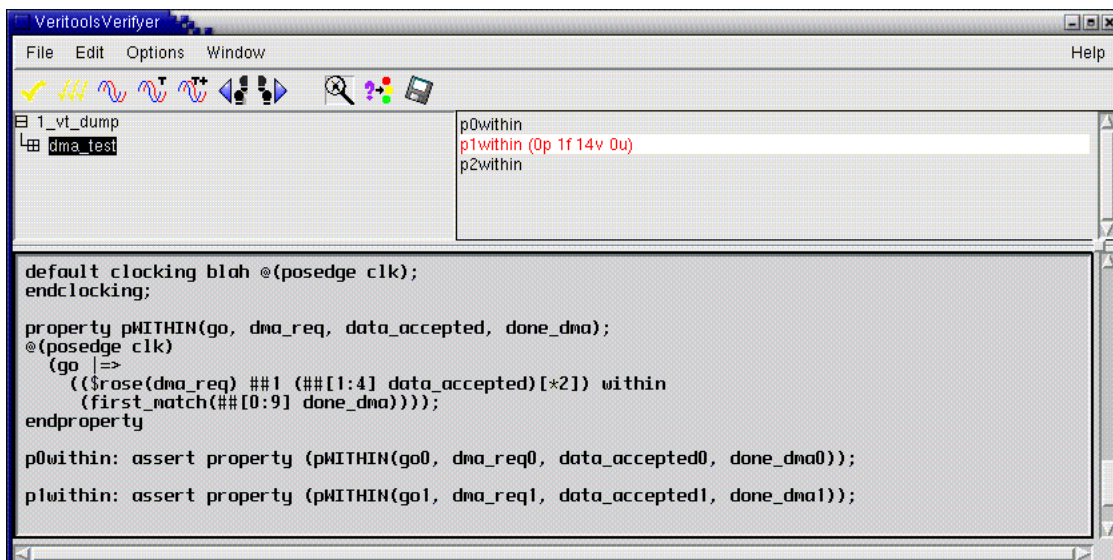 VeritoolsVerifyer
File Edit Options Window Help
T T+
1_vt_dump
dma_test
p0within
p1within (0p 1f 14v 0u)
p2within
default clocking blah @(posedge clk);
endclocking;
property pWITHIN(go, dma_req, data_accepted, done_dma);
@(posedge clk)
(go |=>
(($rose(dma_req) ##1 (##[1:4] data_accepted)[*2]) within
(first_match(##[0:9] done_dma))));
endproperty
p0within: assert property (pWITHIN(go0, dma_req0, data_accepted0, done_dma0));
p1within: assert property (pWITHIN(go1, dma_req1, data_accepted1, done_dma1));